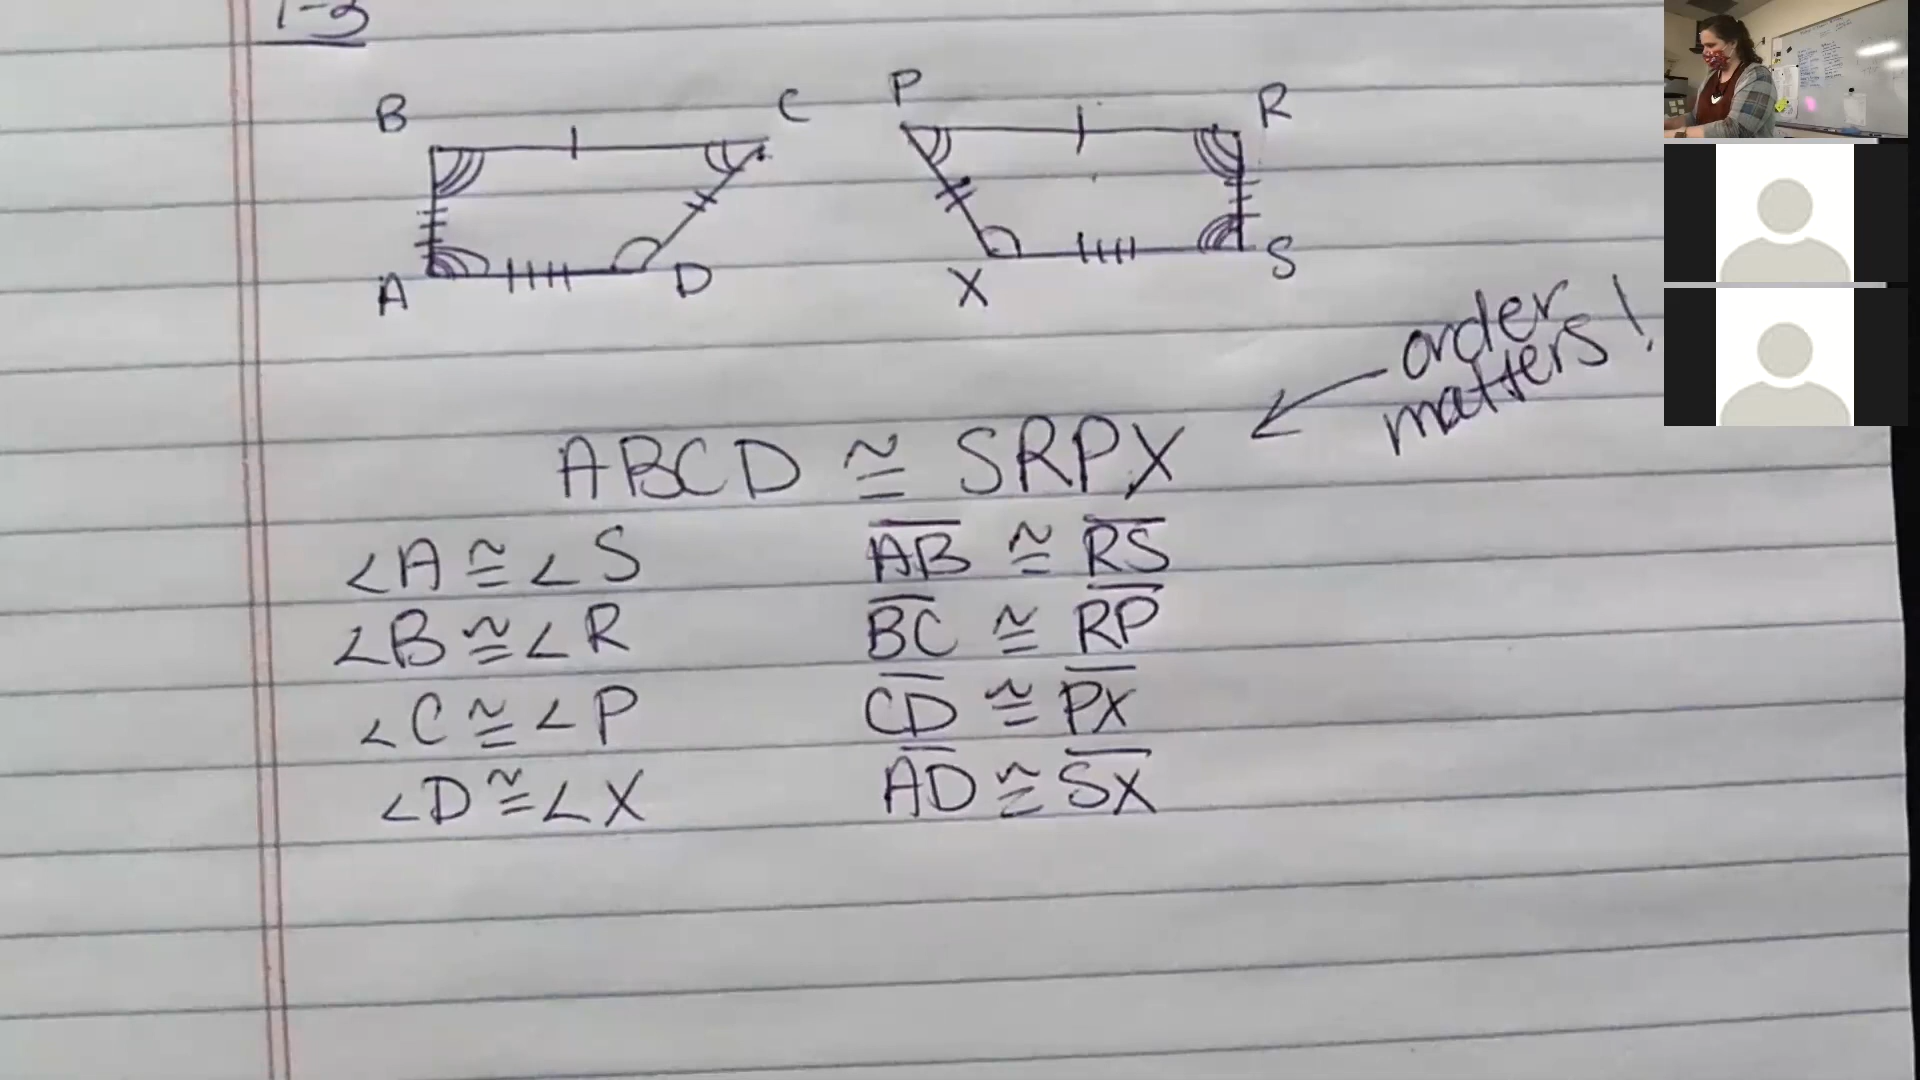 1-3
B C P R
A D X S
order
matters!
ABCD ≅ SRPX
∠A ≅ ∠S AB ≅ RS
∠B ≅ ∠R BC ≅ RP
∠C ≅ ∠P CD ≅ PX
∠D ≅ ∠X AD ≅ SX